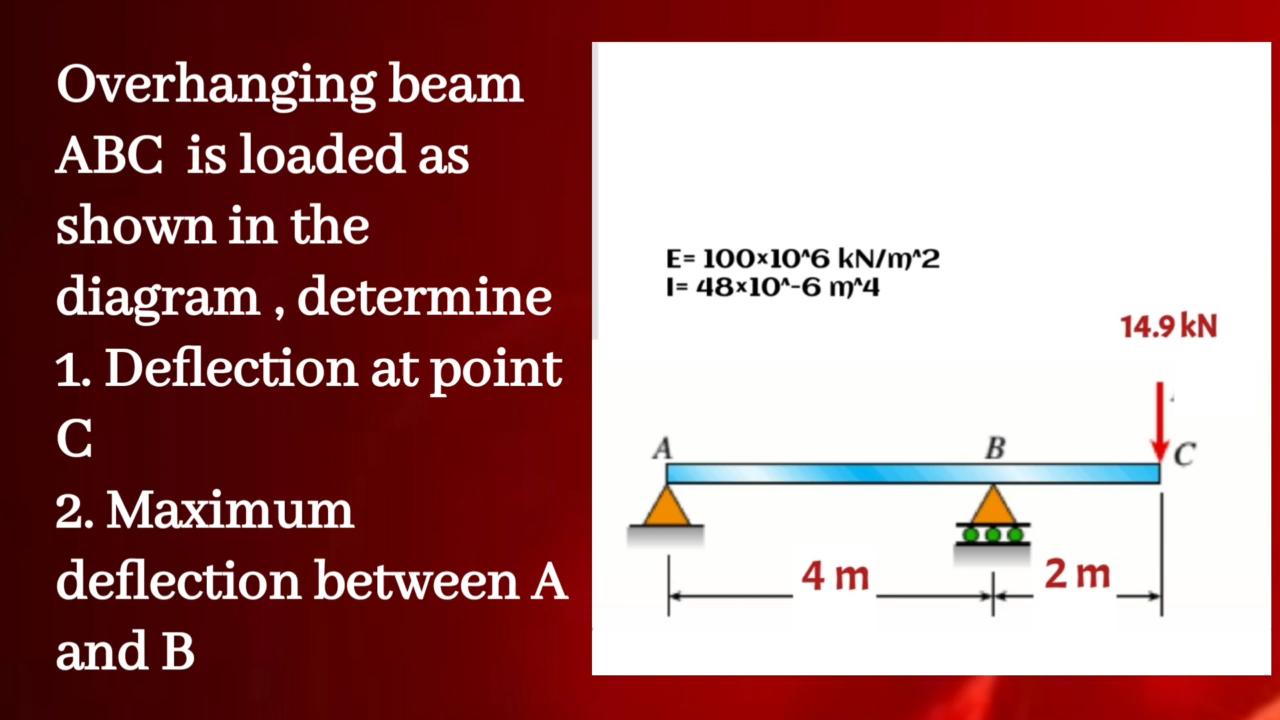 Overhanging beam
ABC is loaded as
shown in the
diagram , determine
1. Deflection at point
C
2. Maximum
deflection between A
and B
E= 100×10^6 kN/m^2
I= 48×10^-6 m^4
14.9 kN
A
B
C
4 m
2 m